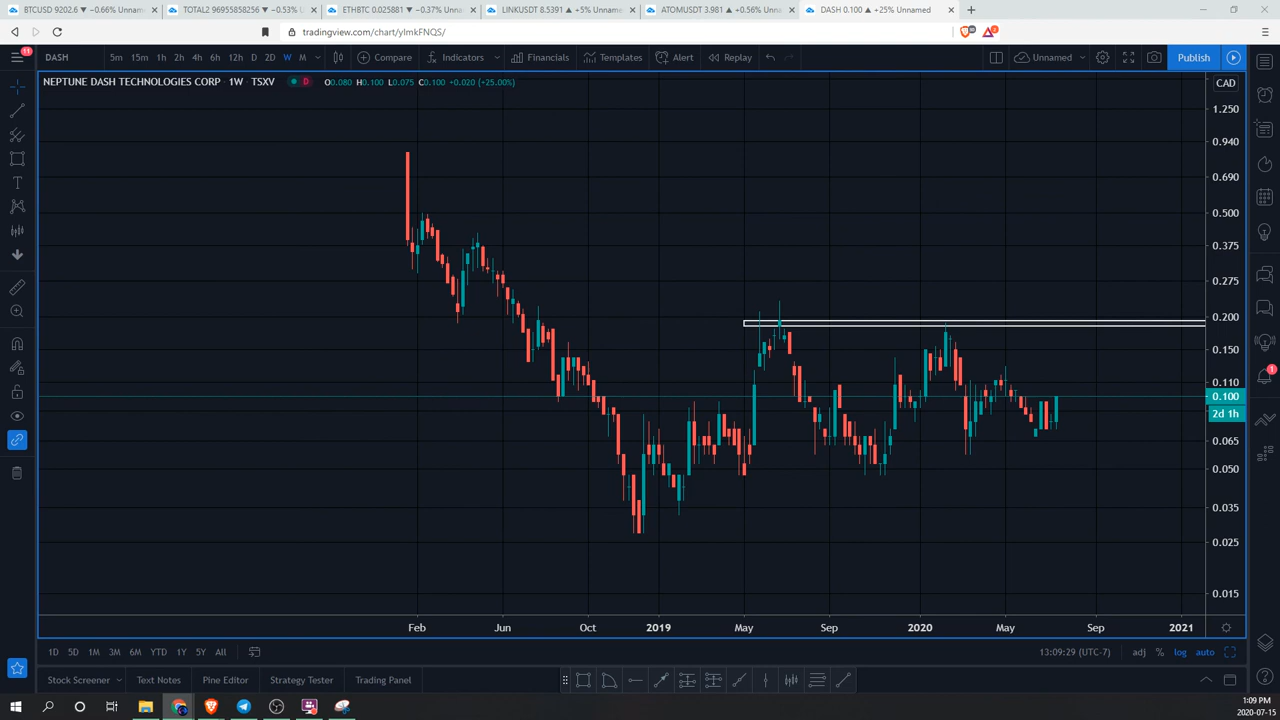 BTCUSD 9202.6 ▼ −0.66% Unnam
TOTAL2 96955858256 ▼ −0.53% Unn
ETHBTC 0.025881 ▼ −0.37% Unnam
LINKUSDT 8.5391 ▲ +5% Unnamed
ATOMUSDT 3.981 ▲ +0.56% Unnam
DASH 0.100 ▲ +25% Unnamed
tradingview.com/chart/yImkFNQS/
11
DASH
5m 15m 1h 2h 4h 6h 12h D 2D W M
Compare
Indicators
Financials
Templates
Alert
Replay
Unnamed
Publish
NEPTUNE DASH TECHNOLOGIES CORP · 1W · TSXV
D
O0.080 H0.100 L0.075 C0.100 +0.020 (+25.00%)
CAD
1.250
0.940
0.690
0.500
0.375
0.275
0.200
0.150
0.110
0.100
2d 1h
0.065
0.050
0.035
0.025
0.015
1
Feb Jun Oct 2019 May Sep 2020 May Sep 2021
1D 5D 1M 3M 6M YTD 1Y 5Y All
13:09:29 (UTC-7)
adj % log auto
Stock Screener
Text Notes
Pine Editor
Strategy Tester
Trading Panel
1:09 PM
2020-07-15